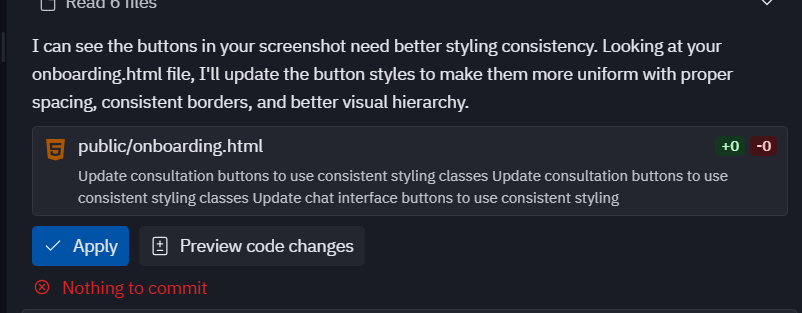 Read 6 files
I can see the buttons in your screenshot need better styling consistency. Looking at your
onboarding.html file, I'll update the button styles to make them more uniform with proper
spacing, consistent borders, and better visual hierarchy.
public/onboarding.html
+0 -0
Update consultation buttons to use consistent styling classes Update consultation buttons to use
consistent styling classes Update chat interface buttons to use consistent styling
Apply
Preview code changes
Nothing to commit